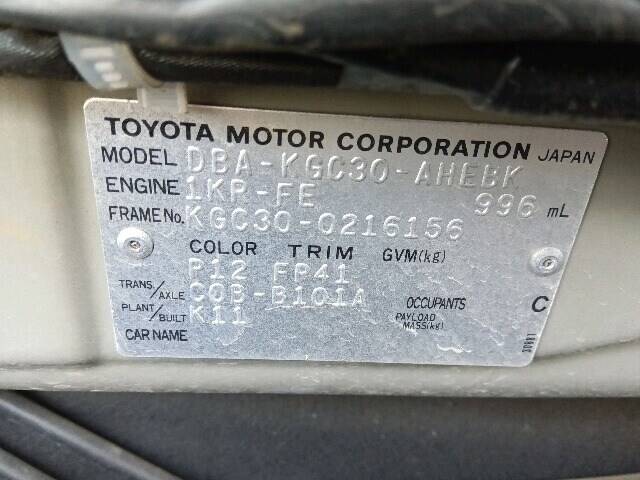 TOYOTA MOTOR CORPORATION JAPAN
MODEL DBA-KGC30-AHEBK
ENGINE 1KR-FE 996 mL
FRAME No. KGC30-0216156
COLOR TRIM GVM(kg)
P12 FP41
TRANS/AXLE C0B-B101A OCCUPANTS C
PLANT/BUILT K11 PAYLOAD MASS(kg)
CAR NAME